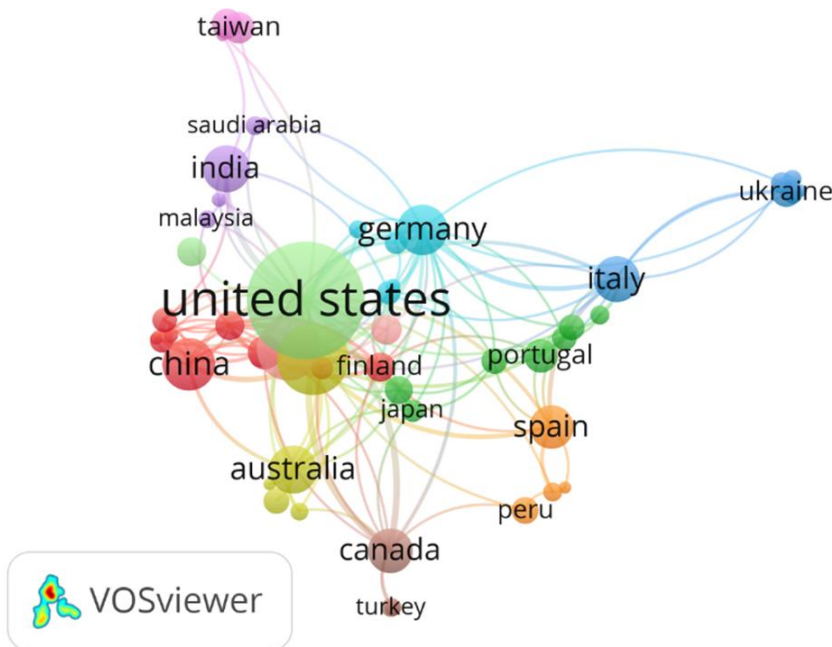 taiwan
saudi arabia
india
ukraine
malaysia
germany
italy
united states
portugal
china
finland
japan
spain
australia
peru
canada
VOSviewer
turkey